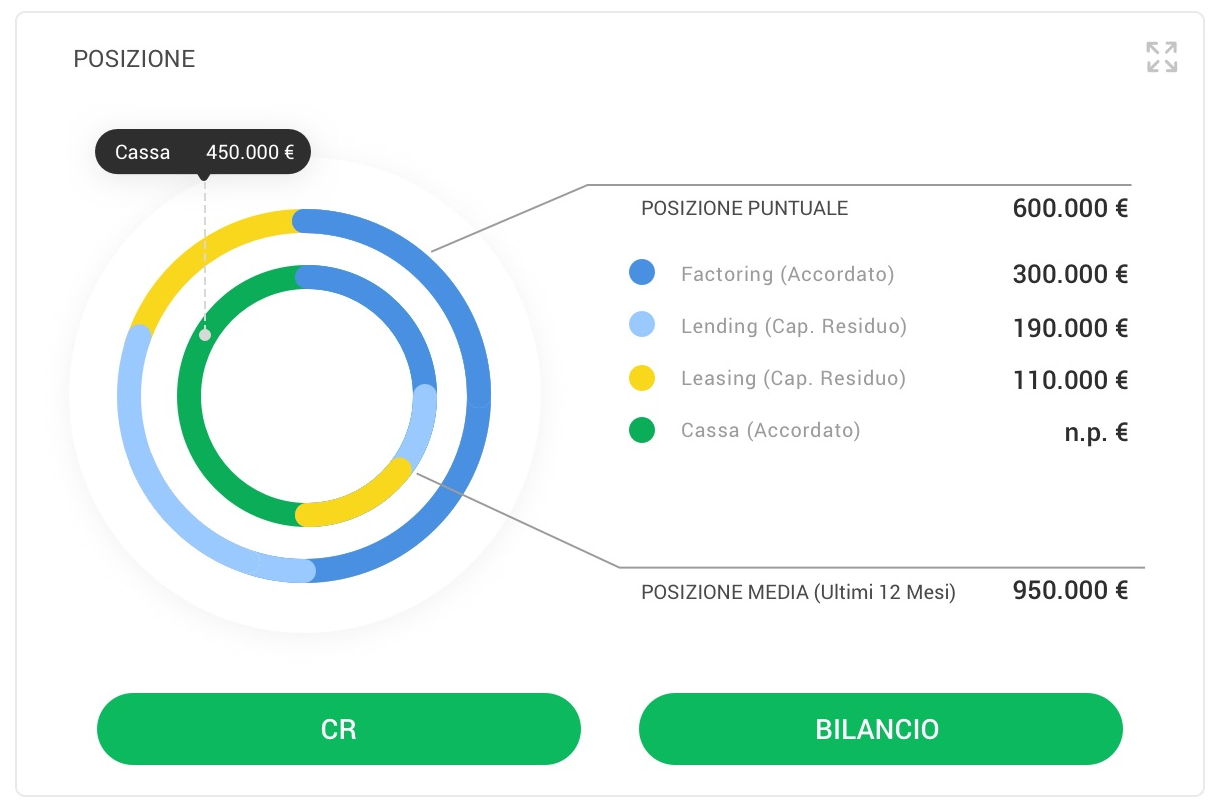 POSIZIONE
Cassa 450.000 €
POSIZIONE PUNTUALE 600.000 €
Factoring (Accordato) 300.000 €
Lending (Cap. Residuo) 190.000 €
Leasing (Cap. Residuo) 110.000 €
Cassa (Accordato) n.p. €
POSIZIONE MEDIA (Ultimi 12 Mesi) 950.000 €
CR
BILANCIO